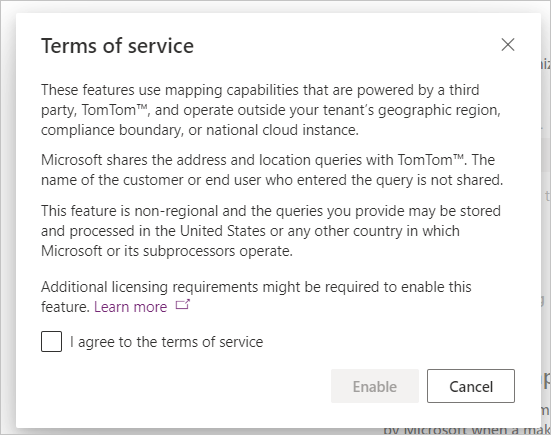 Terms of service
These features use mapping capabilities that are powered by a third
party, TomTom™, and operate outside your tenant's geographic region,
compliance boundary, or national cloud instance.
Microsoft shares the address and location queries with TomTom™. The
name of the customer or end user who entered the query is not shared.
This feature is non-regional and the queries you provide may be stored
and processed in the United States or any other country in which
Microsoft or its subprocessors operate.
Additional licensing requirements might be required to enable this
feature. Learn more
I agree to the terms of service
Enable
Cancel